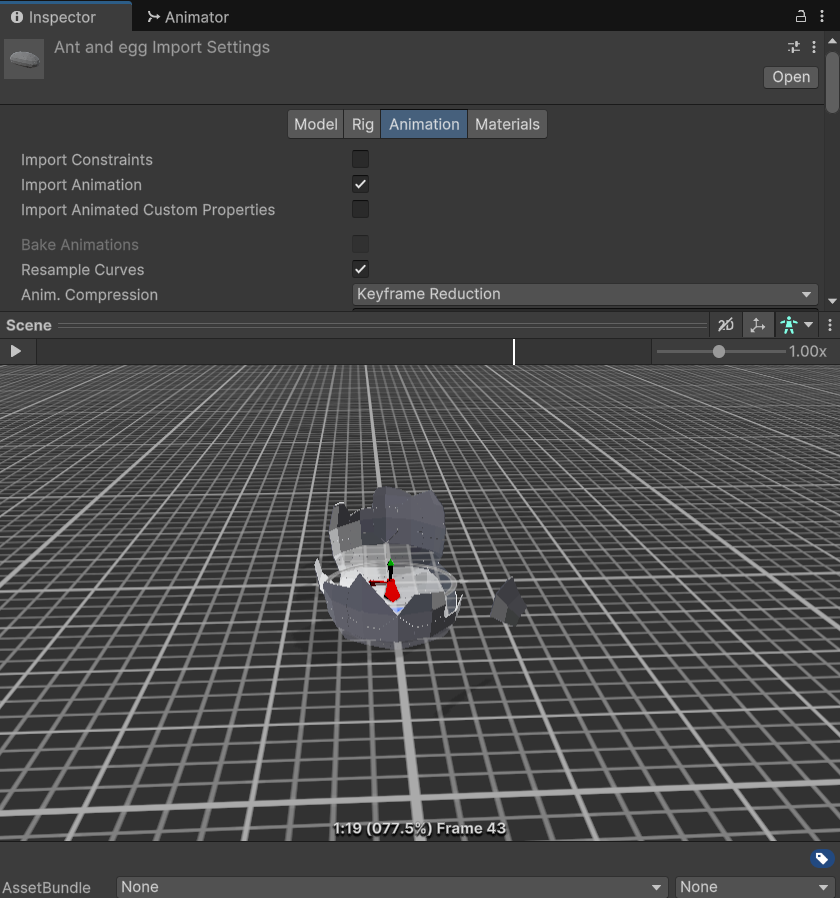 Inspector
Animator
Ant and egg Import Settings
Open
Model Rig Animation Materials
Import Constraints
Import Animation
Import Animated Custom Properties
Bake Animations
Resample Curves
Anim. Compression Keyframe Reduction
Scene 2D
1.00x
1:19 (077.5%) Frame 43
AssetBundle None None